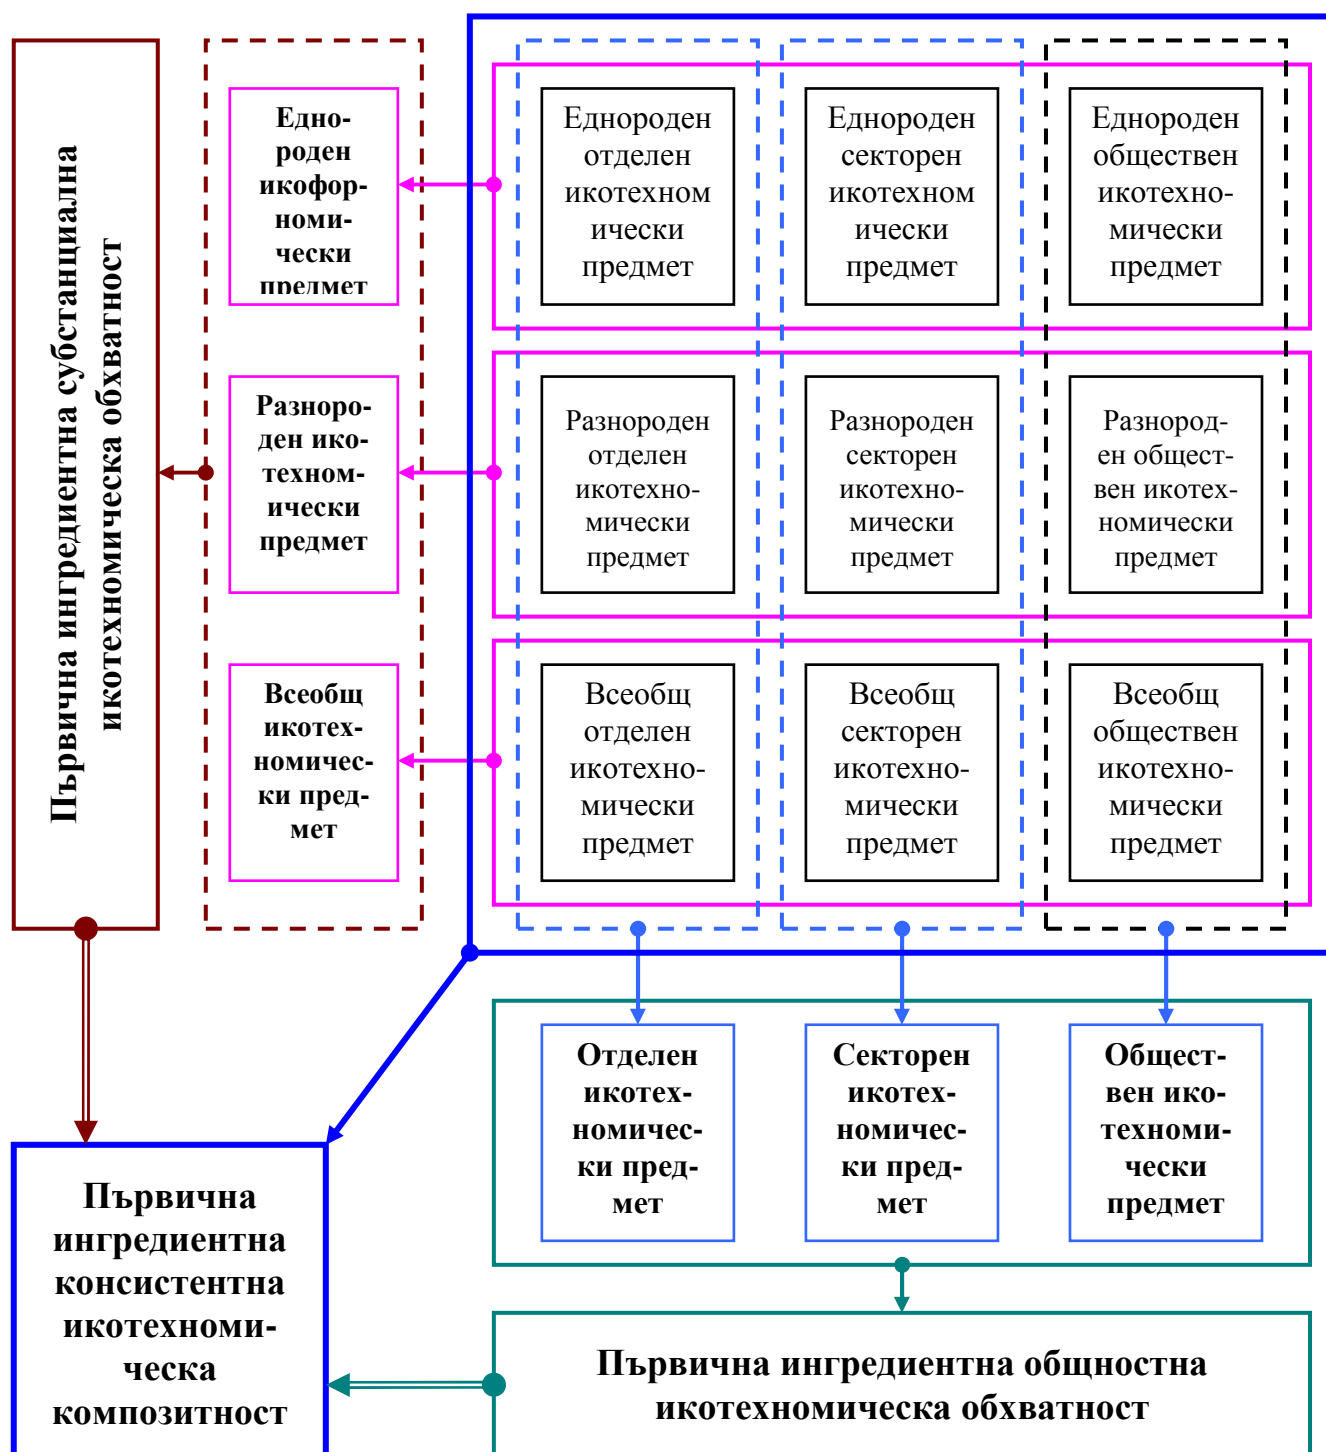 Първична ингредиентна субстанциална
икотехномическа обхватност
Едно-
роден
икофор-
номи-
чески
предмет
Разноро-
ден ико-
техном-
ически
предмет
Всеобщ
икотех-
номичес-
ки пред-
мет
Еднороден
отделен
икотехном
ически
предмет
Еднороден
секторен
икотехном
ически
предмет
Еднороден
обществен
икотехно-
мически
предмет
Разнороден
отделен
икотехно-
мически
предмет
Разнороден
секторен
икотехно-
мически
предмет
Разнород-
ен общест-
вен икотех-
номически
предмет
Всеобщ
отделен
икотехно-
мически
предмет
Всеобщ
секторен
икотехно-
мически
предмет
Всеобщ
обществен
икотехно-
мически
предмет
Отделен
икотех-
номичес-
ки пред-
мет
Секторен
икотех-
номичес-
ки пред-
мет
Общест-
вен ико-
техноми-
чески
предмет
Първична
ингредиентна
консистентна
икотехноми-
ческа
композитност
Първична ингредиентна общностна
икотехномическа обхватност